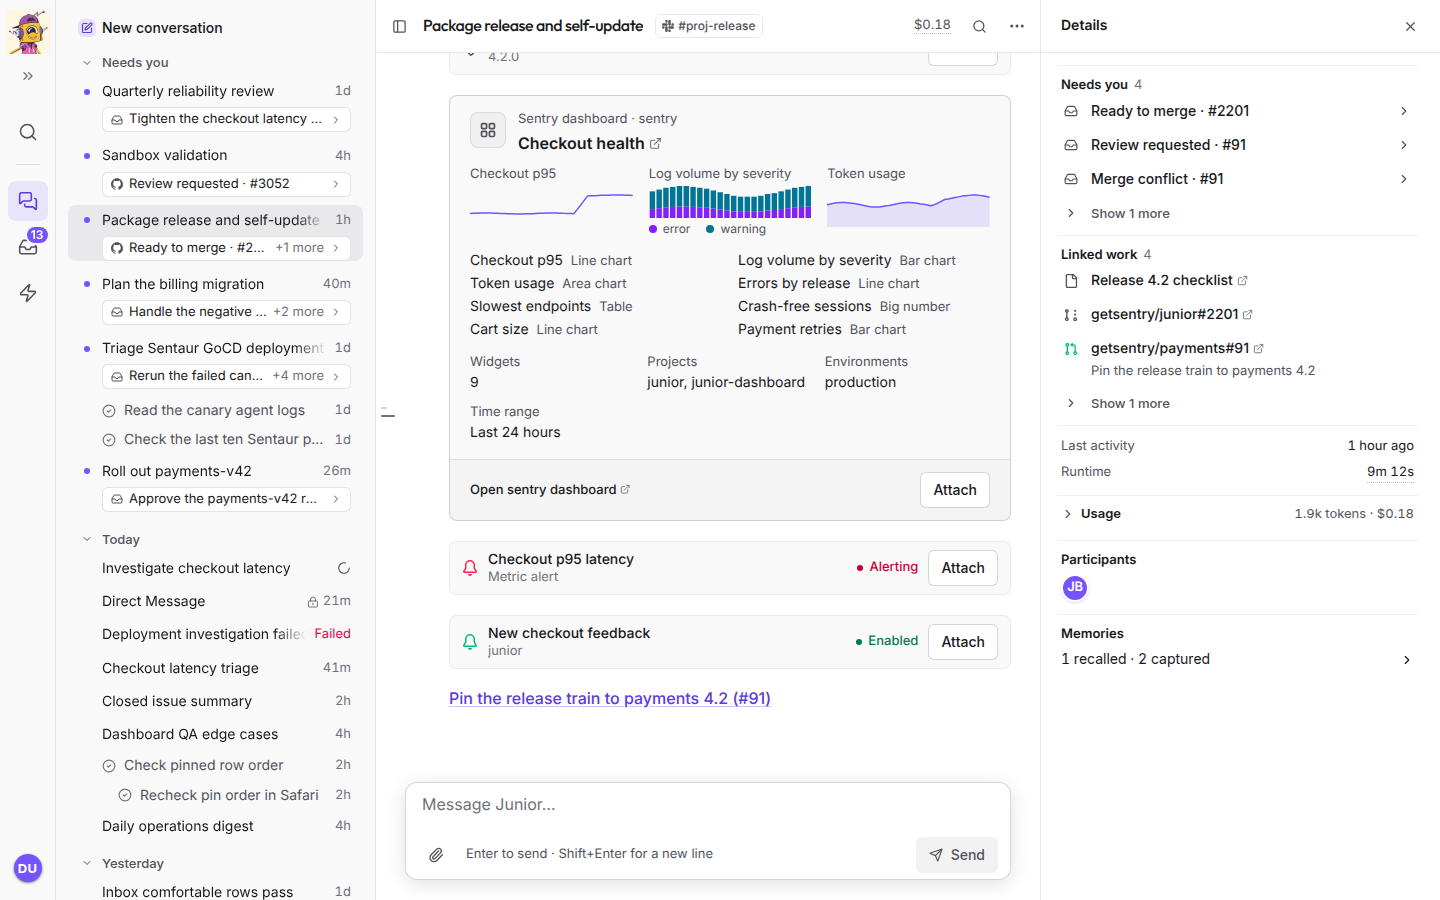 New conversation
Needs you
Quarterly reliability review 1d
Tighten the checkout latency ...
Sandbox validation 4h
Review requested · #3052
Package release and self-update 1h
Ready to merge · #2... +1 more
13
Plan the billing migration 40m
Handle the negative ... +2 more
Triage Sentaur GoCD deployment 1d
Rerun the failed can... +4 more
Read the canary agent logs 1d
Check the last ten Sentaur p... 1d
Roll out payments-v42 26m
Approve the payments-v42 r...
Today
Investigate checkout latency
Direct Message 21m
Deployment investigation failed Failed
Checkout latency triage 41m
Closed issue summary 2h
Dashboard QA edge cases 4h
Check pinned row order 2h
Recheck pin order in Safari 2h
Daily operations digest 4h
Yesterday
Inbox comfortable rows pass 1d
DU
Package release and self-update #proj-release $0.18
4.2.0
Sentry dashboard · sentry
Checkout health
Checkout p95 Log volume by severity Token usage
error warning
Checkout p95 Line chart Log volume by severity Bar chart
Token usage Area chart Errors by release Line chart
Slowest endpoints Table Crash-free sessions Big number
Cart size Line chart Payment retries Bar chart
Widgets Projects Environments
9 junior, junior-dashboard production
Time range
Last 24 hours
Open sentry dashboard Attach
Checkout p95 latency
Metric alert
Alerting Attach
New checkout feedback
junior
Enabled Attach
Pin the release train to payments 4.2 (#91)
Message Junior...
Enter to send · Shift+Enter for a new line Send
Details
Needs you 4
Ready to merge · #2201
Review requested · #91
Merge conflict · #91
Show 1 more
Linked work 4
Release 4.2 checklist
getsentry/junior#2201
getsentry/payments#91
Pin the release train to payments 4.2
Show 1 more
Last activity 1 hour ago
Runtime 9m 12s
Usage 1.9k tokens · $0.18
Participants
JB
Memories
1 recalled · 2 captured